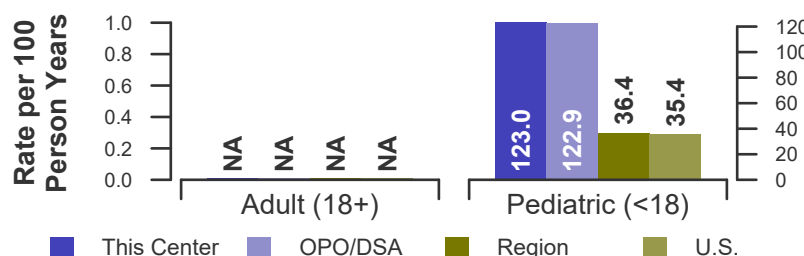 Rate per 100
Person Years
1.0
0.8
0.6
0.4
0.2
0.0
NA
NA
NA
NA
Adult (18+)
123.0
122.9
36.4
35.4
Pediatric (<18)
120
100
80
60
40
20
0
This Center
OPO/DSA
Region
U.S.